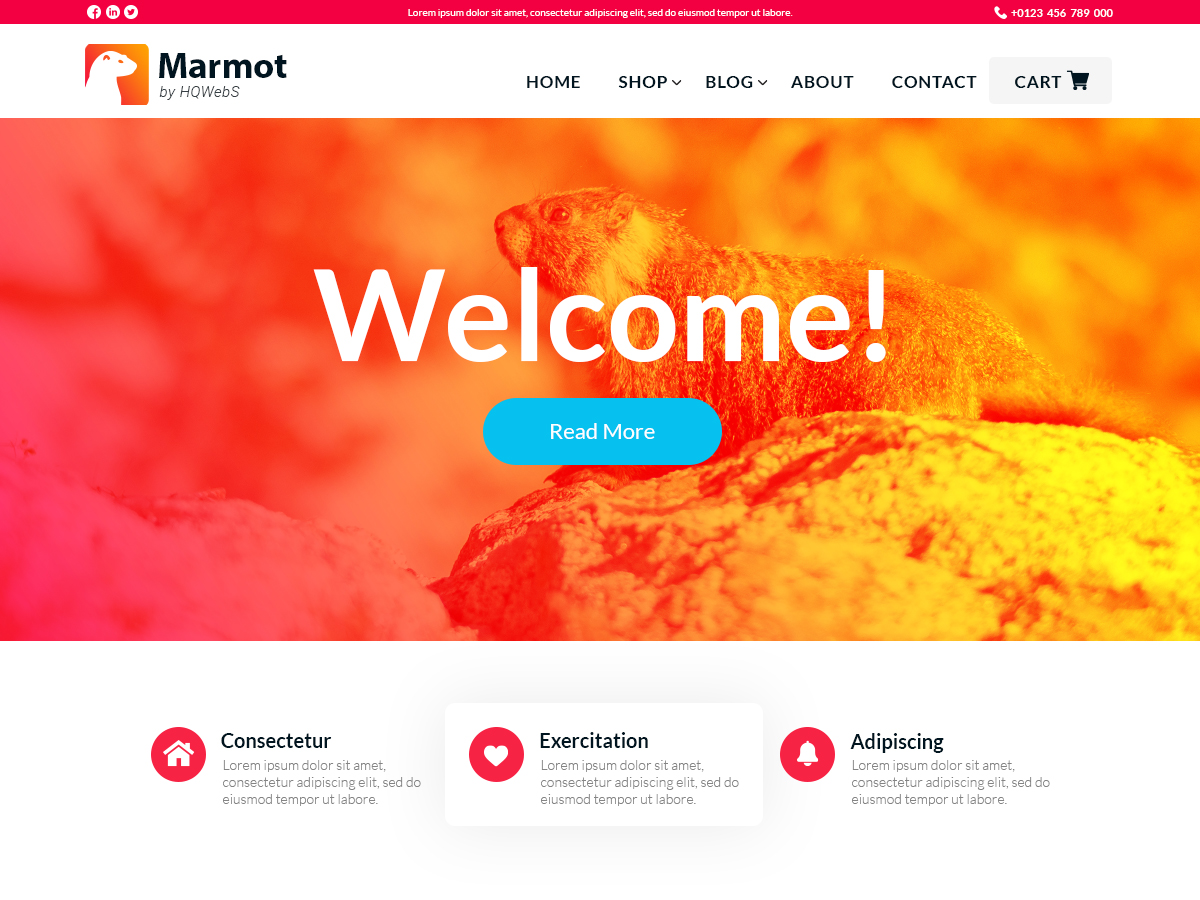 Lorem ipsum dolor sit amet, consectetur adipiscing elit, sed do eiusmod tempor ut labore.
+0123 456 789 000
Marmot
by HQWebS
HOME
SHOP
BLOG
ABOUT
CONTACT
CART
Welcome!
Read More
Consectetur
Lorem ipsum dolor sit amet,
consectetur adipiscing elit, sed do
eiusmod tempor ut labore.
Exercitation
Lorem ipsum dolor sit amet,
consectetur adipiscing elit, sed do
eiusmod tempor ut labore.
Adipiscing
Lorem ipsum dolor sit amet,
consectetur adipiscing elit, sed do
eiusmod tempor ut labore.